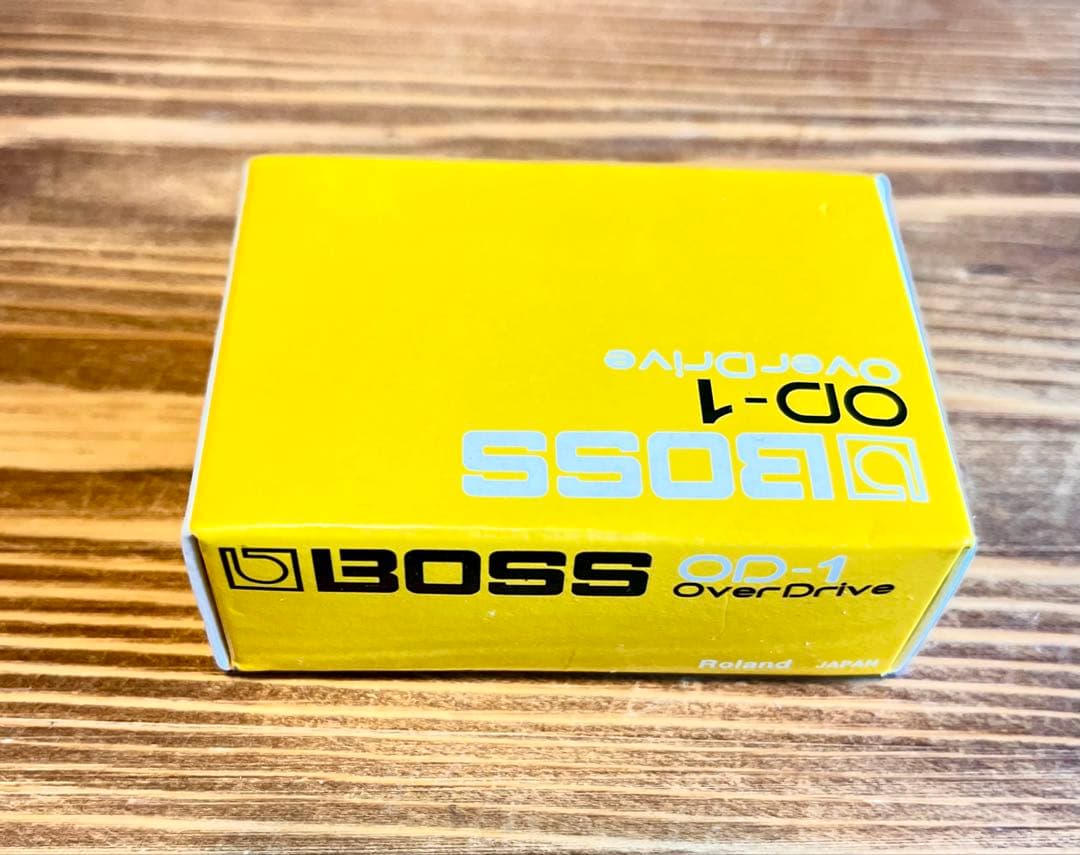 OverDrive
OD-1
BOSS
BOSS OD-1
OverDrive
Roland JAPAN